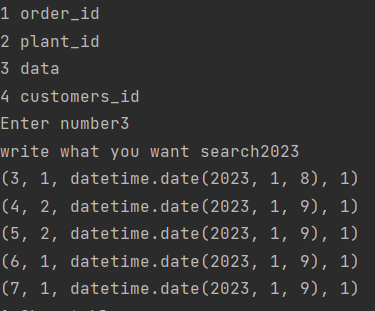 1 order_id
2 plant_id
3 data
4 customers_id
Enter number3
write what you want search2023
(3, 1, datetime.date(2023, 1, 8), 1)
(4, 2, datetime.date(2023, 1, 9), 1)
(5, 2, datetime.date(2023, 1, 9), 1)
(6, 1, datetime.date(2023, 1, 9), 1)
(7, 1, datetime.date(2023, 1, 9), 1)